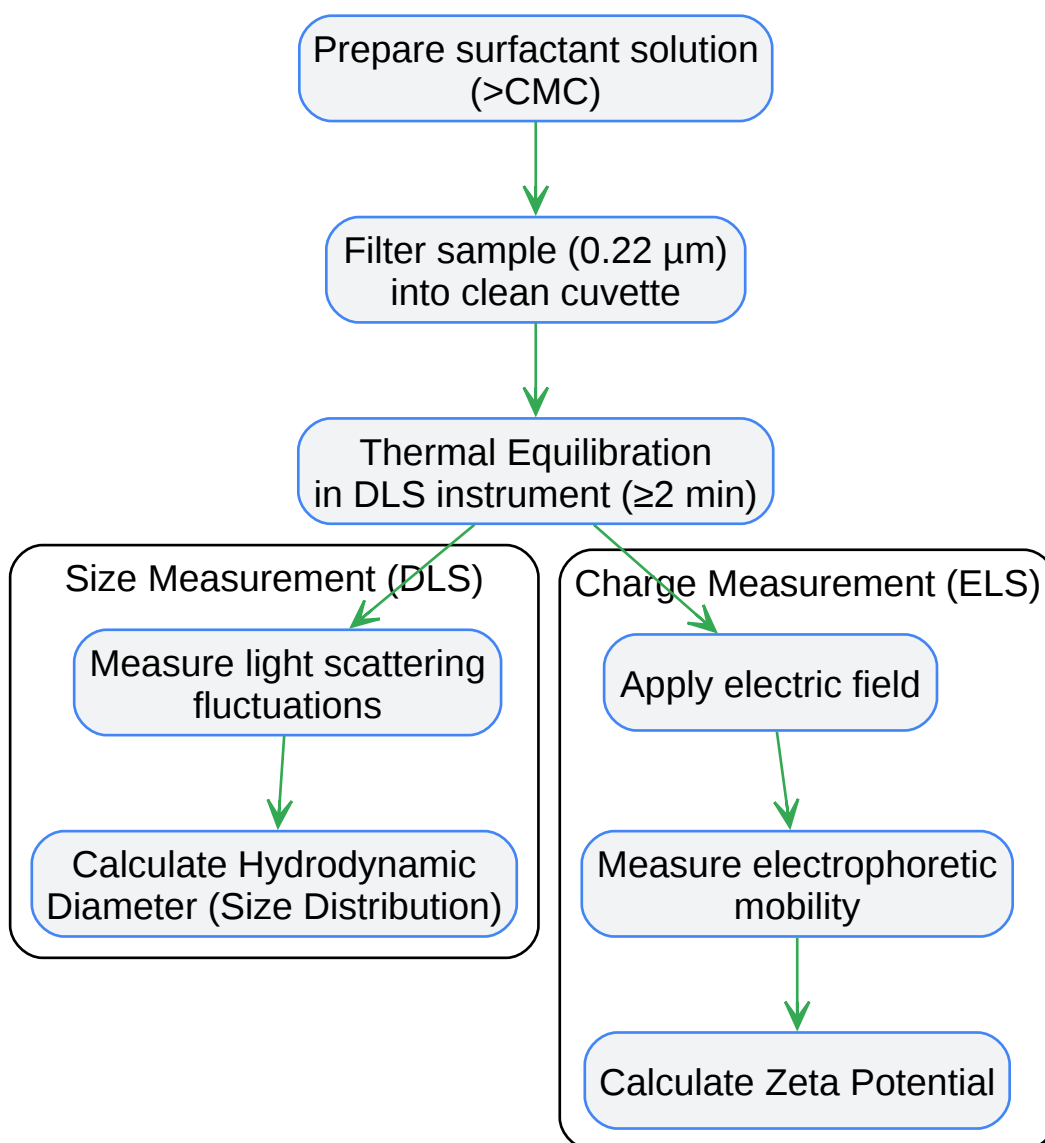 Prepare surfactant solution
(>CMC)
Filter sample (0.22 µm)
into clean cuvette
Thermal Equilibration
in DLS instrument (≥2 min)
Size Measurement (DLS)
Measure light scattering
fluctuations
Calculate Hydrodynamic
Diameter (Size Distribution)
Charge Measurement (ELS)
Apply electric field
Measure electrophoretic
mobility
Calculate Zeta Potential